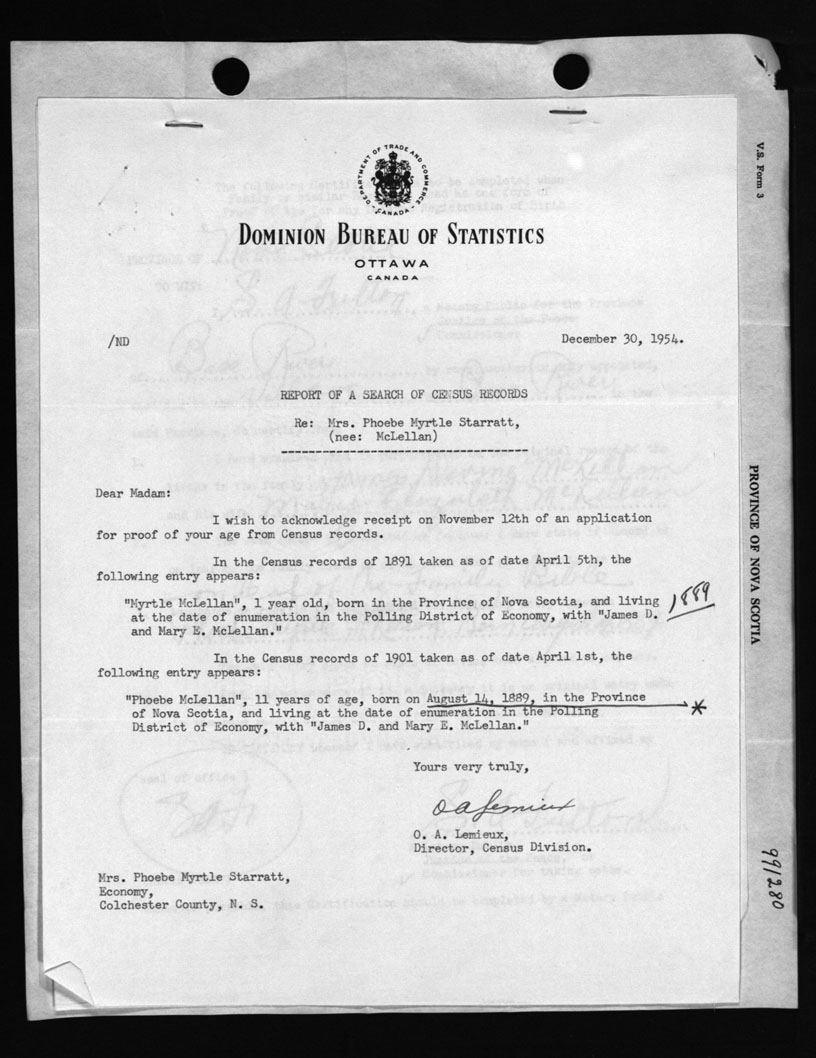 DEPARTMENT OF TRADE AND COMMERCE
CANADA
DOMINION BUREAU OF STATISTICS
OTTAWA
CANADA
/ND
December 30, 1954.
REPORT OF A SEARCH OF CENSUS RECORDS
Re: Mrs. Phoebe Myrtle Starratt,
(nee: McLellan)
Dear Madam:
I wish to acknowledge receipt on November 12th of an application
for proof of your age from Census records.
In the Census records of 1891 taken as of date April 5th, the
following entry appears:
"Myrtle McLellan", 1 year old, born in the Province of Nova Scotia, and living
at the date of enumeration in the Polling District of Economy, with "James D.
and Mary E. McLellan."
1889
In the Census records of 1901 taken as of date April 1st, the
following entry appears:
"Phoebe McLellan", 11 years of age, born on August 14, 1889, in the Province
of Nova Scotia, and living at the date of enumeration in the Polling
District of Economy, with "James D. and Mary E. McLellan."
*
Yours very truly,
O A Lemieux
O. A. Lemieux,
Director, Census Division.
Mrs. Phoebe Myrtle Starratt,
Economy,
Colchester County, N. S.
V.S. Form 3
PROVINCE OF NOVA SCOTIA
991280